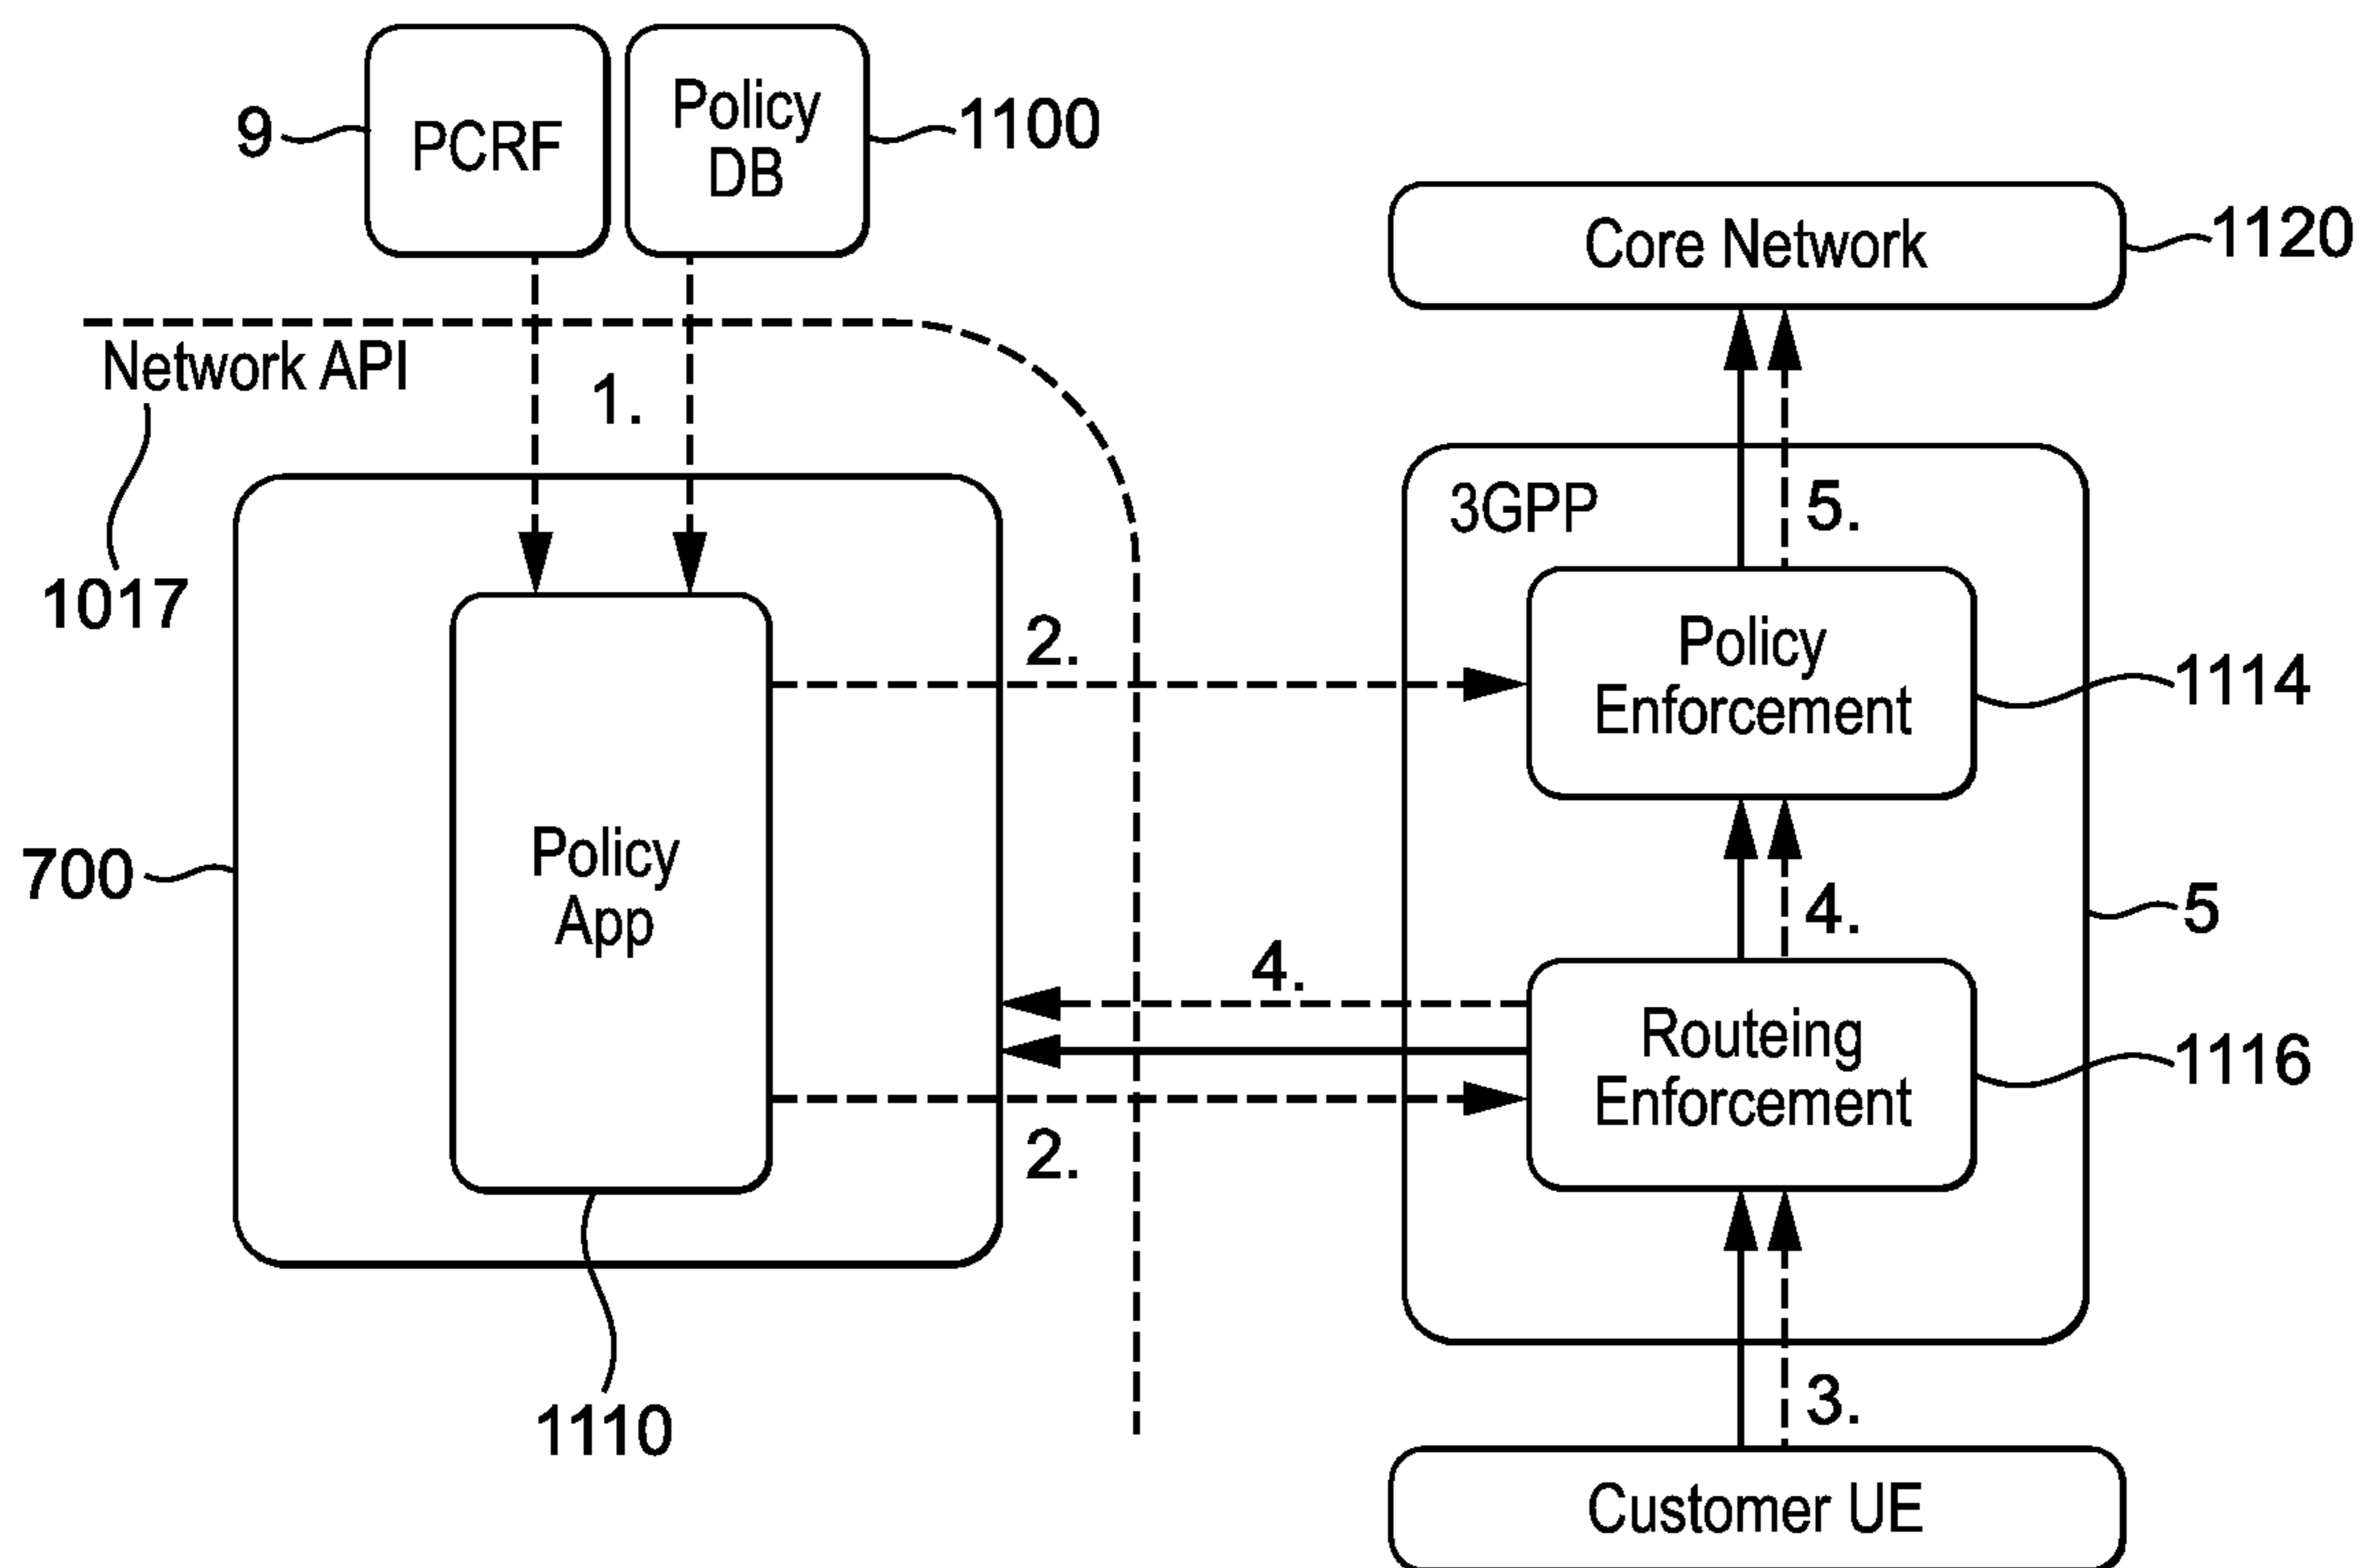 9
PCRF
Policy
DB
1100
Core Network
1120
Network API
1.
1017
3GPP
5.
2.
Policy
Enforcement
1114
700
Policy
App
4.
5
4.
Routeing
Enforcement
1116
2.
1110
3.
Customer UE